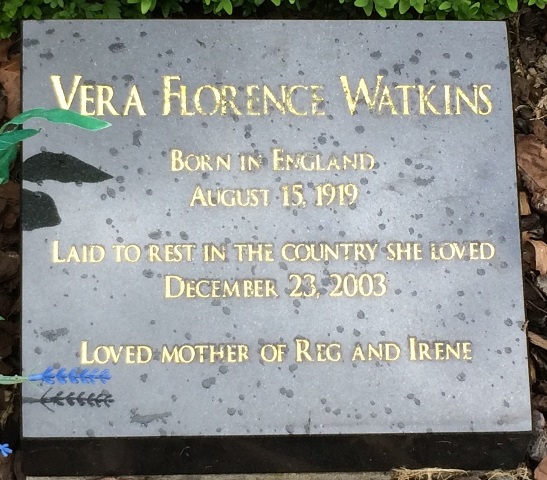 VERA FLORENCE WATKINS
BORN IN ENGLAND
AUGUST 15, 1919
LAID TO REST IN THE COUNTRY SHE LOVED
DECEMBER 23, 2003
LOVED MOTHER OF REG AND IRENE